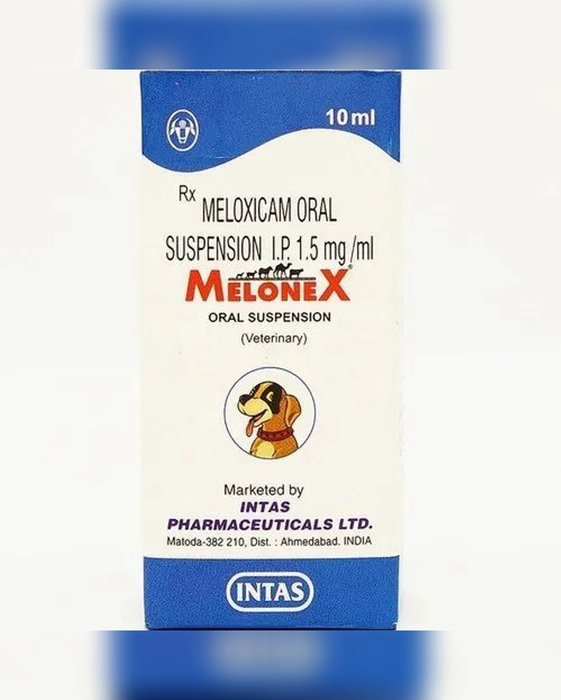 10ml
Rx
MELOXICAM ORAL
SUSPENSION I.P. 1.5 mg/ml
MELONEX®
ORAL SUSPENSION
(Veterinary)
Marketed by
INTAS
PHARMACEUTICALS LTD.
Matoda-382 210, Dist. : Ahmedabad. INDIA
INTAS